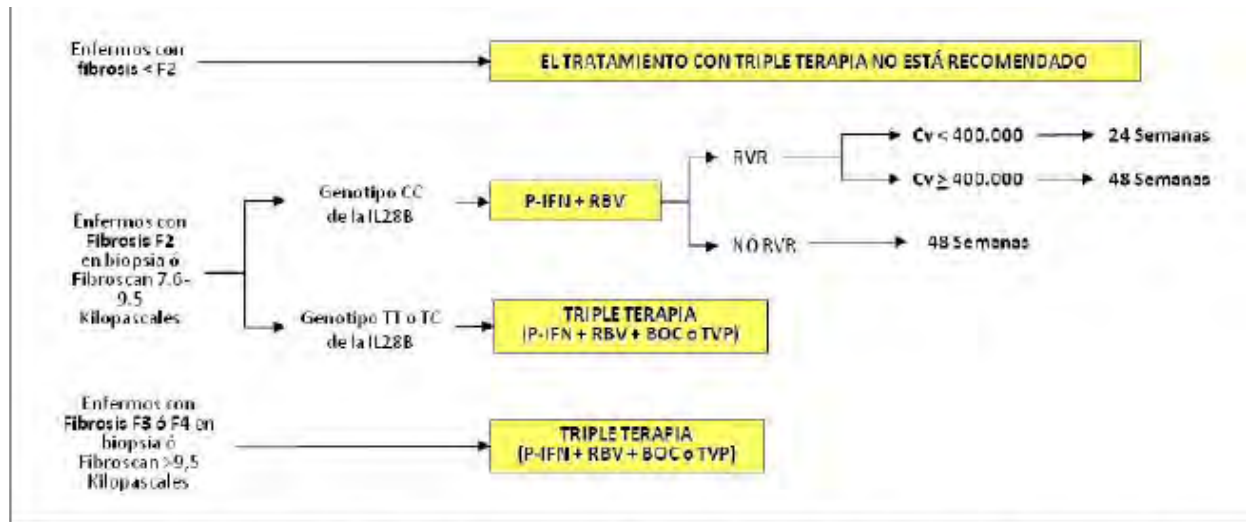 Enfermos con
fibrosis < F2
EL TRATAMIENTO CON TRIPLE TERAPIA NO ESTÁ RECOMENDADO
Enfermos con
Fibrosis F2
en biopsia ó
Fibroscan 7.6-
9.5
Kilopascales
Genotipo CC
de la IL28B
P-IFN + RBV
RVR
Cv < 400.000
24 Semanas
Cv ≥ 400.000
48 Semanas
NO RVR
48 Semanas
Genotipo TT o TC
de la IL28B
TRIPLE TERAPIA
(P-IFN + RBV + BOC o TVP)
Enfermos con
Fibrosis F3 ó F4 en
biopsia ó
Fibroscan >9,5
Kilopascales
TRIPLE TERAPIA
(P-IFN + RBV + BOC o TVP)